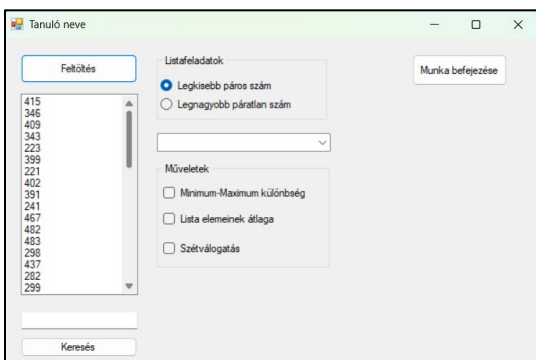 Tanuló neve
Feltöltés
415
346
409
343
223
399
221
402
391
241
467
482
483
298
437
282
299
Keresés
Listafeladatok
Legkisebb páros szám
Legnagyobb páratlan szám
Műveletek
Minimum-Maximum különbség
Lista elemeinek átlaga
Szétválogatás
Munka befejezése